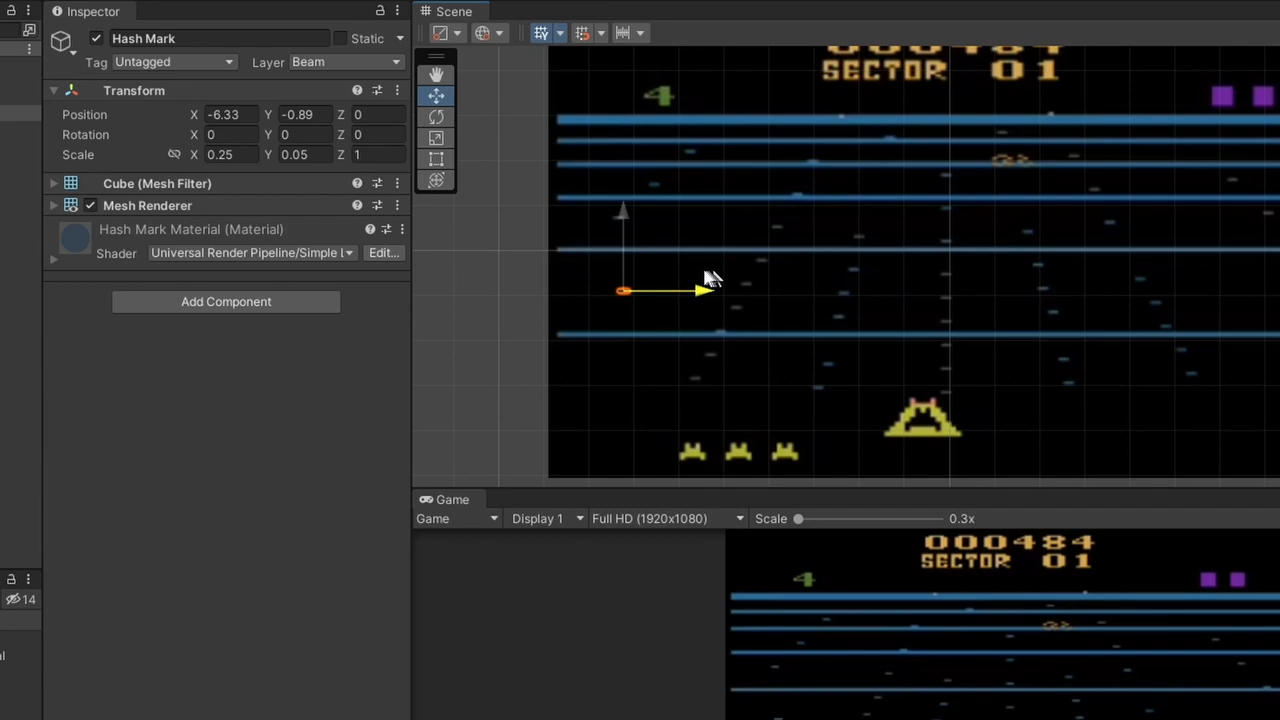 Inspector
Hash Mark
Static
Tag Untagged Layer Beam
Transform
Position X -6.33 Y -0.89 Z 0
Rotation X 0 Y 0 Z 0
Scale X 0.25 Y 0.05 Z 1
Cube (Mesh Filter)
Mesh Renderer
Hash Mark Material (Material)
Shader Universal Render Pipeline/Simple L Edit...
Add Component
14
Scene
SECTOR 01
4
Game
Game Display 1 Full HD (1920x1080) Scale 0.3x
000484
SECTOR 01
4